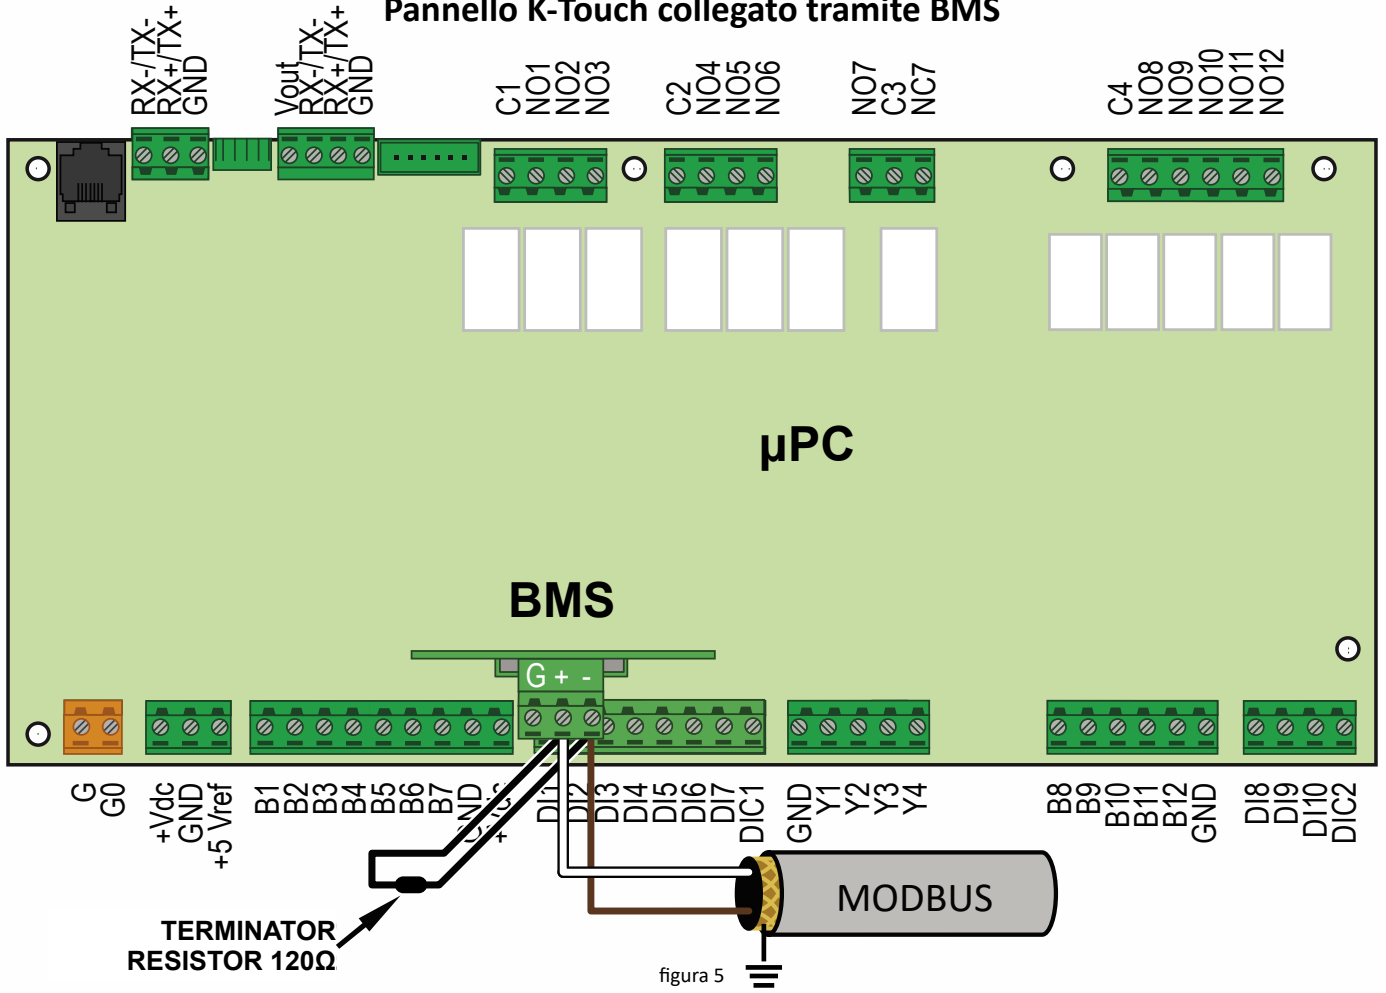 Pannello K-Touch collegato tramite BMS
RX-/TX-
RX+/TX+
GND
Vout
RX-/TX-
RX+/TX+
GND
C1
NO1
NO2
NO3
C2
NO4
NO5
NO6
NO7
C3
NC7
C4
NO8
NO9
NO10
NO11
NO12
µPC
BMS
G + -
G
G0
+Vdc
GND
+5 Vref
B1
B2
B3
B4
B5
B6
B7
GND
DI1
DI2
DI3
DI4
DI5
DI6
DI7
DIC1
GND
Y1
Y2
Y3
Y4
B8
B9
B10
B11
B12
GND
DI8
DI9
DI10
DIC2
MODBUS
TERMINATOR
RESISTOR 120Ω
figura 5